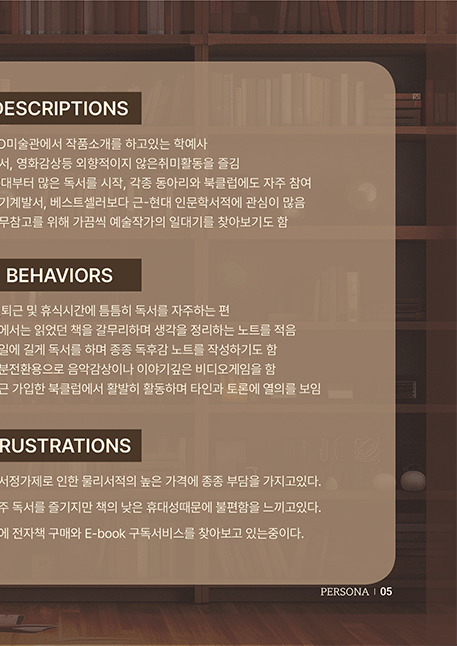 DESCRIPTIONS
O미술관에서 작품소개를 하고있는 학예사
서, 영화감상등 외향적이지 않은취미활동을 즐김
대부터 많은 독서를 시작, 각종 동아리와 북클럽에도 자주 참여
기계발서, 베스트셀러보다 근-현대 인문학서적에 관심이 많음
무참고를 위해 가끔씩 예술작가의 일대기를 찾아보기도 함
BEHAVIORS
퇴근 및 휴식시간에 틈틈히 독서를 자주하는 편
에서는 읽었던 책을 갈무리하며 생각을 정리하는 노트를 적음
일에 길게 독서를 하며 종종 독후감 노트를 작성하기도 함
분전환용으로 음악감상이나 이야기깊은 비디오게임을 함
근 가입한 북클럽에서 활발히 활동하며 타인과 토론에 열의를 보임
RUSTRATIONS
서정가제로 인한 물리서적의 높은 가격에 종종 부담을 가지고있다.
주 독서를 즐기지만 책의 낮은 휴대성때문에 불편함을 느끼고있다.
에 전자책 구매와 E-book 구독서비스를 찾아보고 있는중이다.
PERSONA | 05